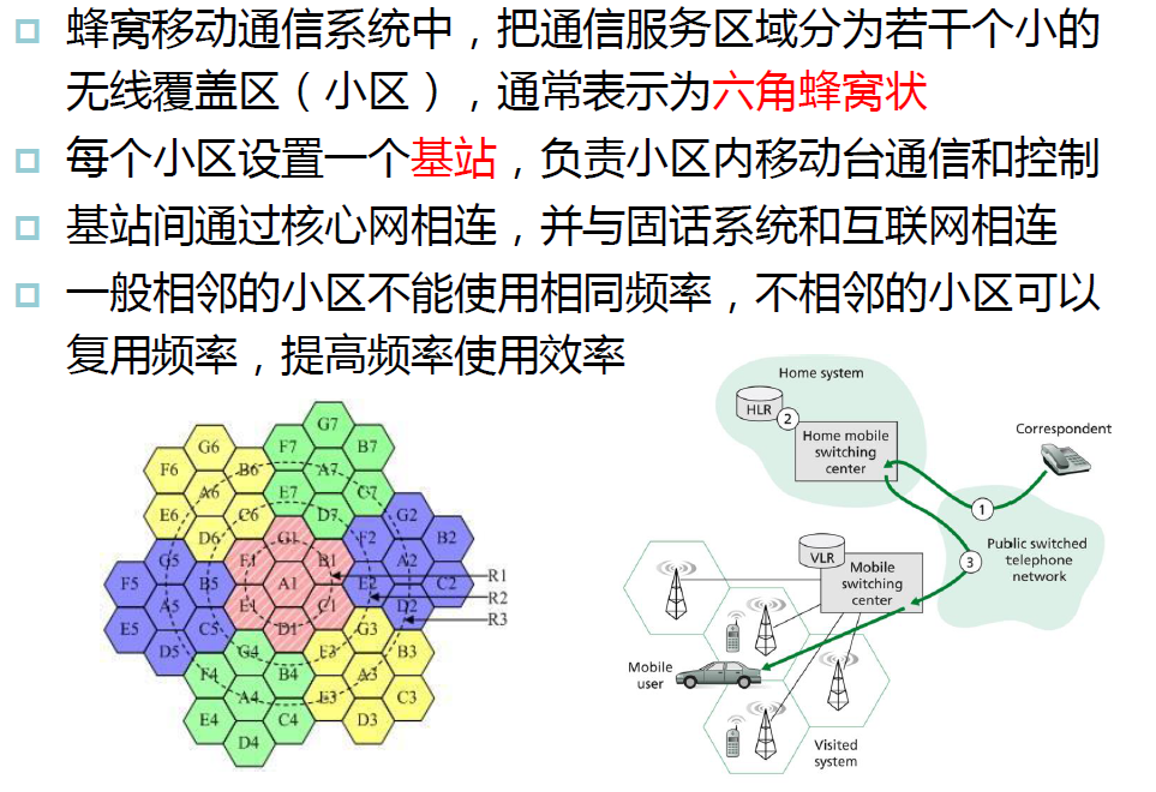 蜂窝移动通信系统中，把通信服务区域分为若干个小的
无线覆盖区（小区），通常表示为六角蜂窝状
每个小区设置一个基站，负责小区内移动台通信和控制
基站间通过核心网相连，并与固话系统和互联网相连
一般相邻的小区不能使用相同频率，不相邻的小区可以
复用频率，提高频率使用效率
G7
G6 F7 B7
F6 B6 A7
A6 E7 C7
E6 C6 D7 G2
D6 G1 F2 B2
G5 F1 B1 A2
F5 B5 A1 E2 C2
R1
R2
R3
A5 E1 C1 D2
E5 C5 D1 G3
D5 G4 F3 B3
F4 B4 A3
A4 E3 C3
E4 C4 D3
D4
Home system
HLR
2
Home mobile
switching
center
Correspondent
1
Public switched
telephone
network
3
VLR
Mobile
switching
center
Mobile
user
Visited
system